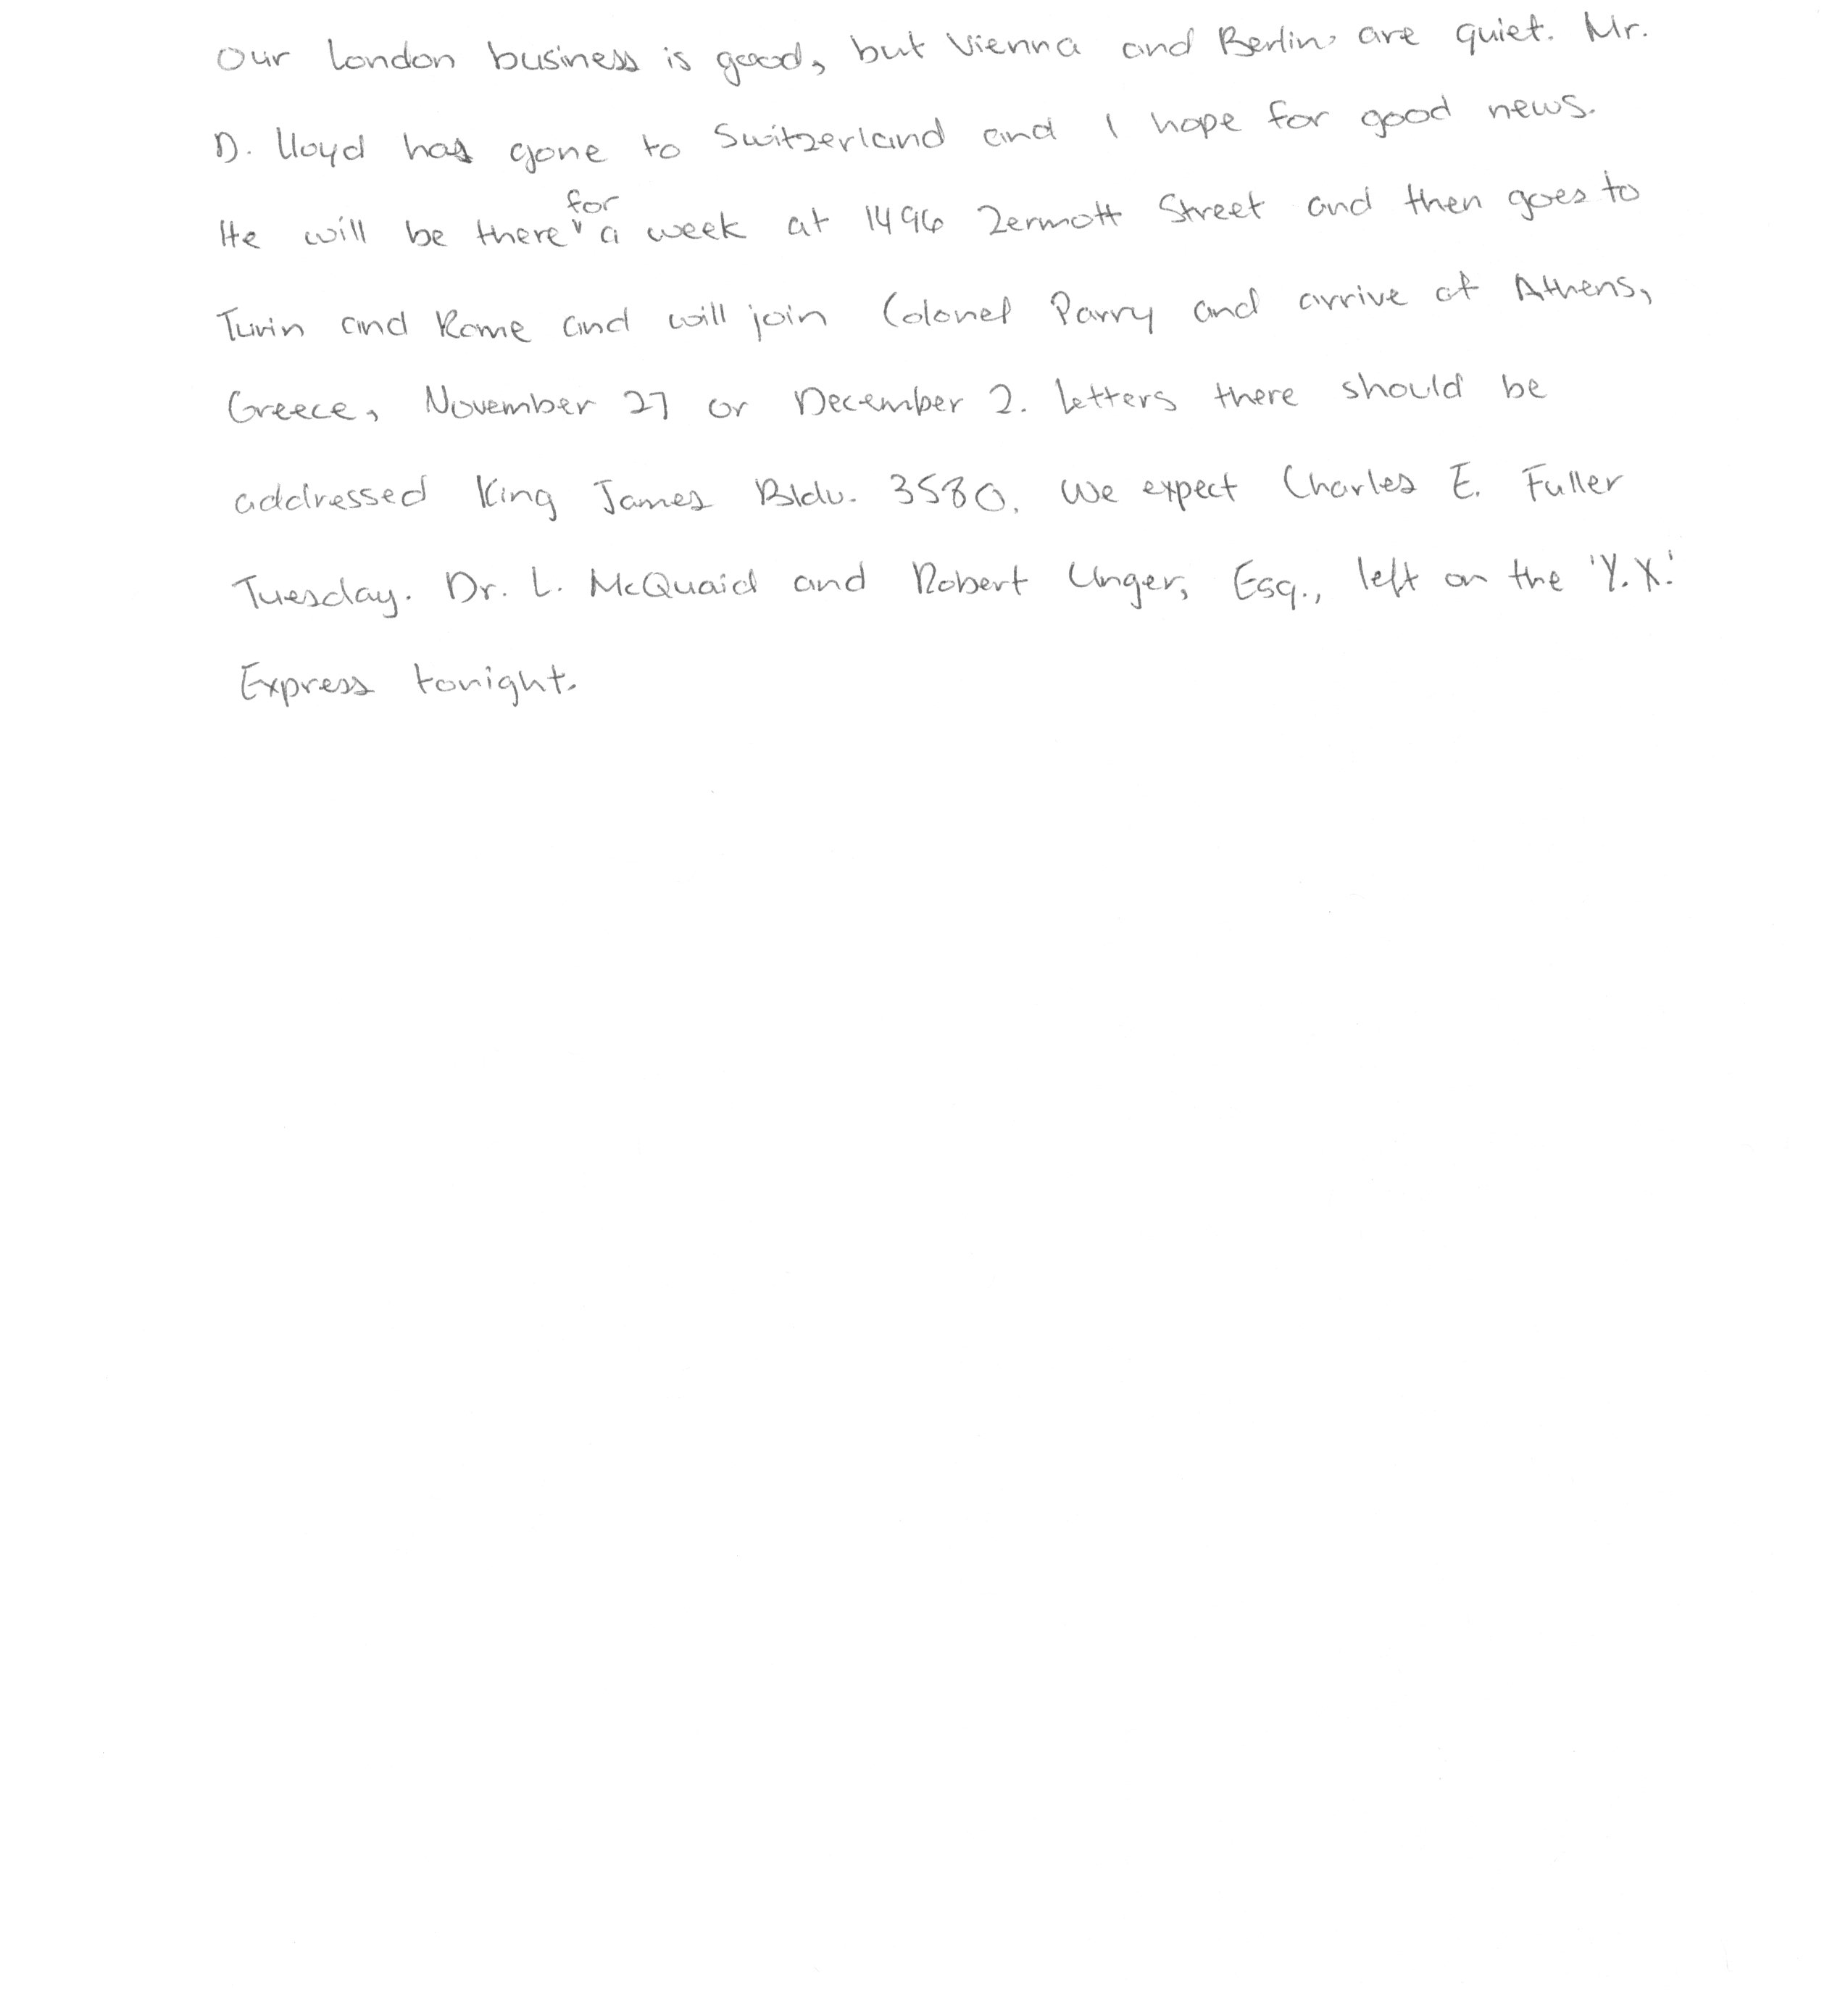 Our London business is good, but Vienna and Berlin are quiet. Mr.
D. Lloyd has gone to Switzerland and I hope for good news.
He will be there for a week at 1496 Zermott Street and then goes to
Turin and Rome and will join Colonel Parry and arrive at Athens,
Greece, November 27 or December 2. Letters there should be
addressed King James Bldv. 3580. We expect Charles E. Fuller
Tuesday. Dr. L. McQuaid and Robert Unger, Esq., left on the 'Y.X.'
Express tonight.